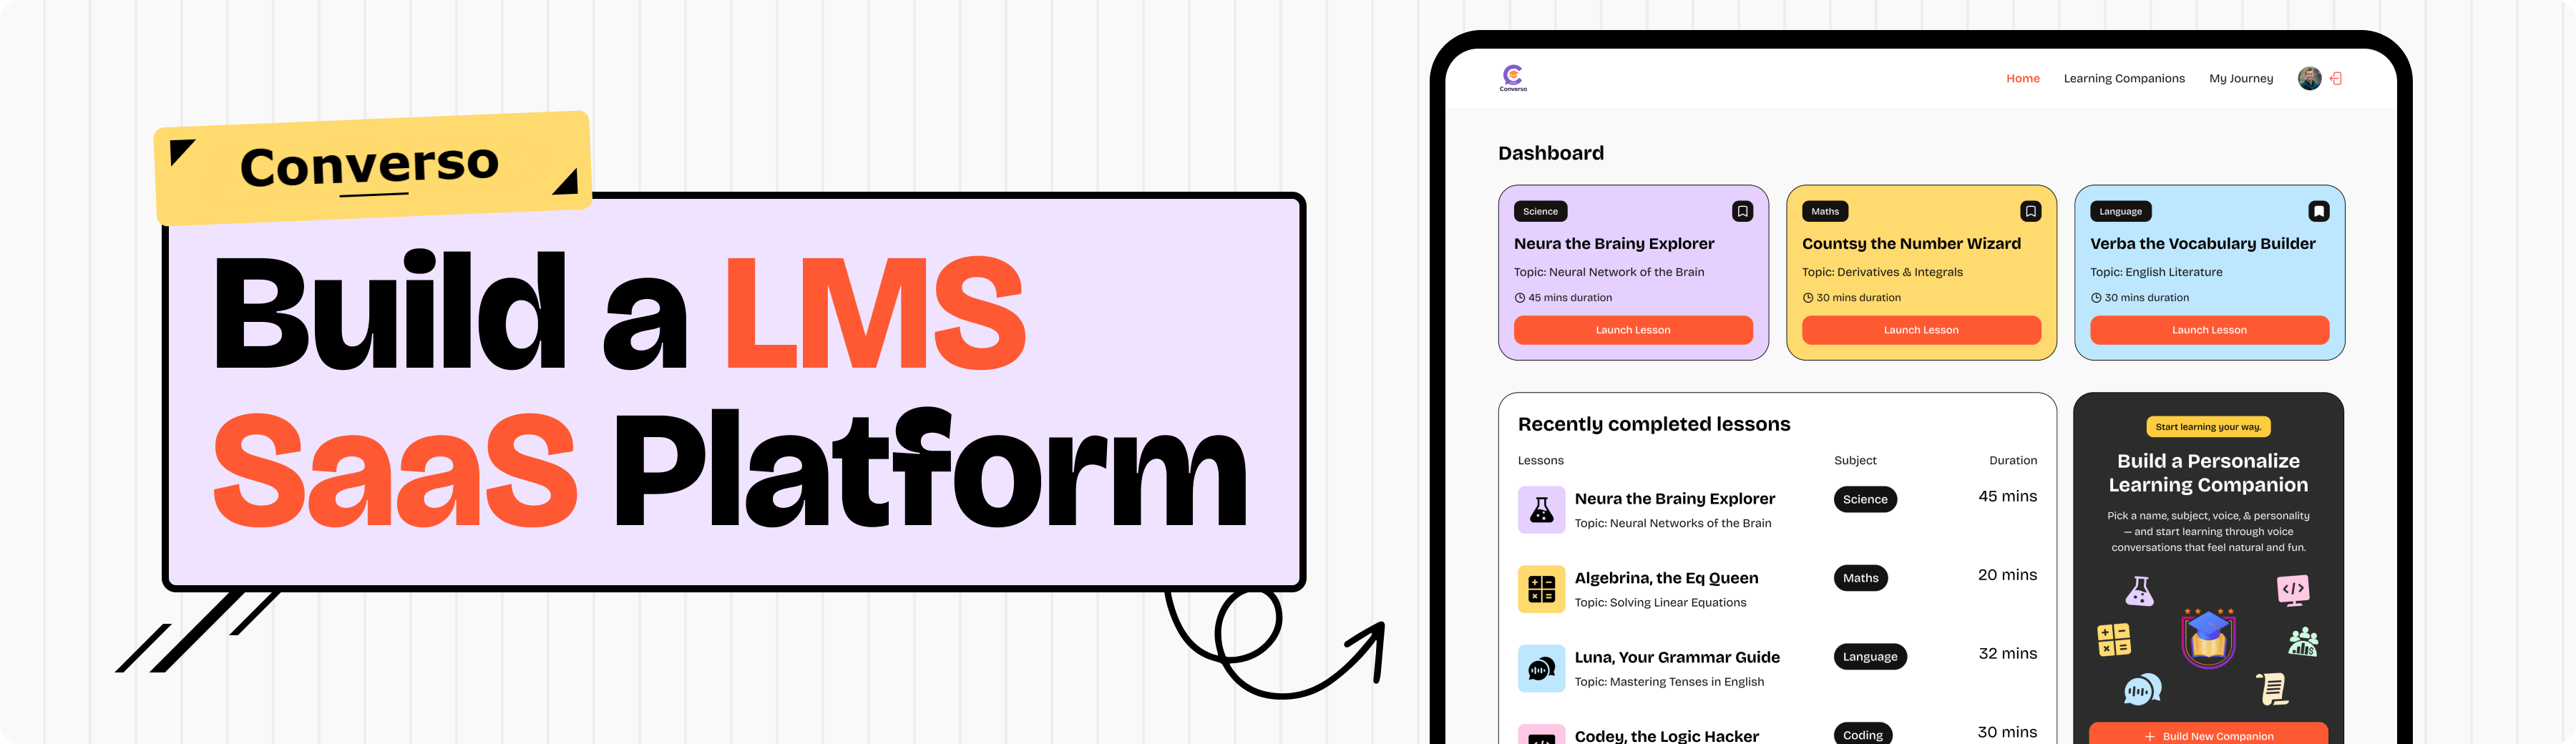 Converso
Build a LMS
SaaS Platform
Converso
Home
Learning Companions
My Journey
Dashboard
Science
Neura the Brainy Explorer
Topic: Neural Network of the Brain
45 mins duration
Launch Lesson
Maths
Countsy the Number Wizard
Topic: Derivatives & Integrals
30 mins duration
Launch Lesson
Language
Verba the Vocabulary Builder
Topic: English Literature
30 mins duration
Launch Lesson
Recently completed lessons
Lessons Subject Duration
Neura the Brainy Explorer Science 45 mins
Topic: Neural Networks of the Brain
Algebrina, the Eq Queen Maths 20 mins
Topic: Solving Linear Equations
Luna, Your Grammar Guide Language 32 mins
Topic: Mastering Tenses in English
Codey, the Logic Hacker Coding 30 mins
Start learning your way.
Build a Personalize
Learning Companion
Pick a name, subject, voice, & personality
— and start learning through voice
conversations that feel natural and fun.
+ Build New Companion